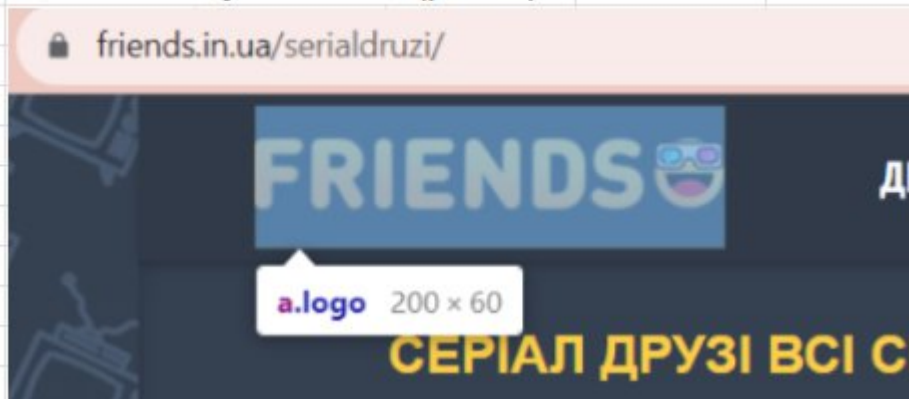 friends.in.ua/serialdruzi/
FRIENDS
a.logo 200 × 60
СЕРІАЛ ДРУЗІ ВСІ С